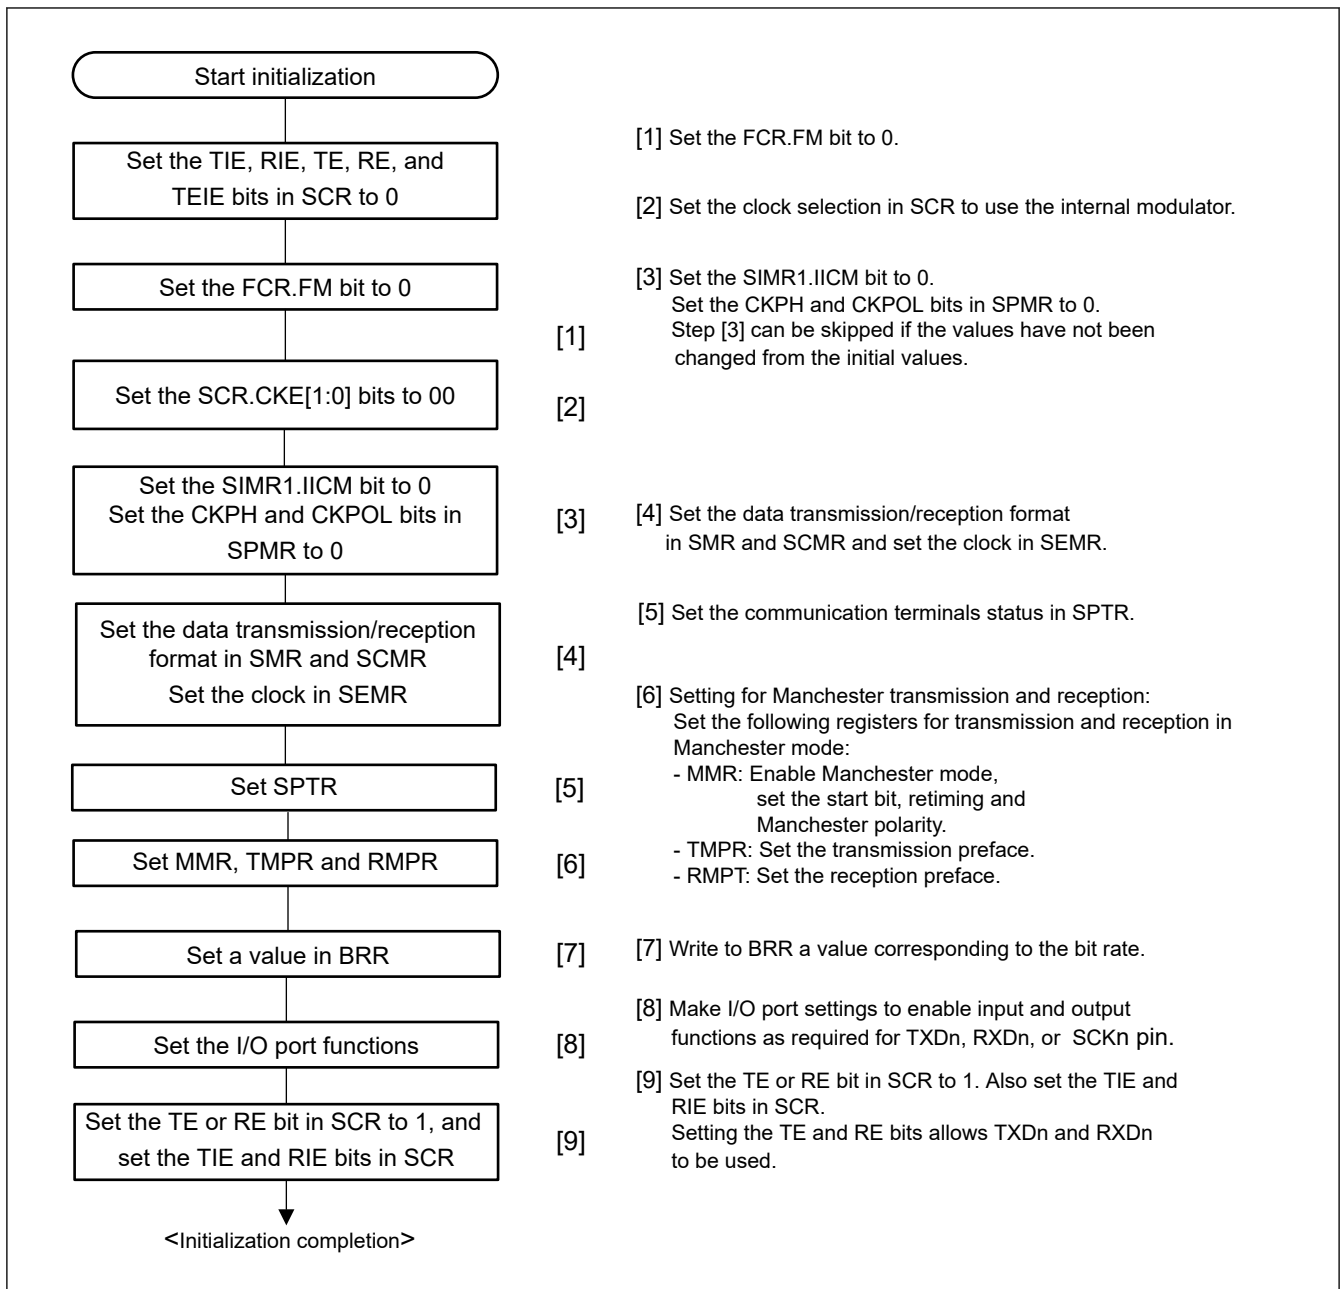 Start initialization
Set the TIE, RIE, TE, RE, and
TEIE bits in SCR to 0
Set the FCR.FM bit to 0
[1]
Set the SCR.CKE[1:0] bits to 00
[2]
Set the SIMR1.IICM bit to 0
Set the CKPH and CKPOL bits in
SPMR to 0
[3]
Set the data transmission/reception
format in SMR and SCMR
Set the clock in SEMR
[4]
Set SPTR
[5]
Set MMR, TMPR and RMPR
[6]
Set a value in BRR
[7]
Set the I/O port functions
[8]
Set the TE or RE bit in SCR to 1, and
set the TIE and RIE bits in SCR
[9]
<Initialization completion>
[1] Set the FCR.FM bit to 0.
[2] Set the clock selection in SCR to use the internal modulator.
[3] Set the SIMR1.IICM bit to 0.
Set the CKPH and CKPOL bits in SPMR to 0.
Step [3] can be skipped if the values have not been
changed from the initial values.
[4] Set the data transmission/reception format
in SMR and SCMR and set the clock in SEMR.
[5] Set the communication terminals status in SPTR.
[6] Setting for Manchester transmission and reception:
Set the following registers for transmission and reception in
Manchester mode:
- MMR: Enable Manchester mode,
set the start bit, retiming and
Manchester polarity.
- TMPR: Set the transmission preface.
- RMPT: Set the reception preface.
[7] Write to BRR a value corresponding to the bit rate.
[8] Make I/O port settings to enable input and output
functions as required for TXDn, RXDn, or SCKn pin.
[9] Set the TE or RE bit in SCR to 1. Also set the TIE and
RIE bits in SCR.
Setting the TE and RE bits allows TXDn and RXDn
to be used.